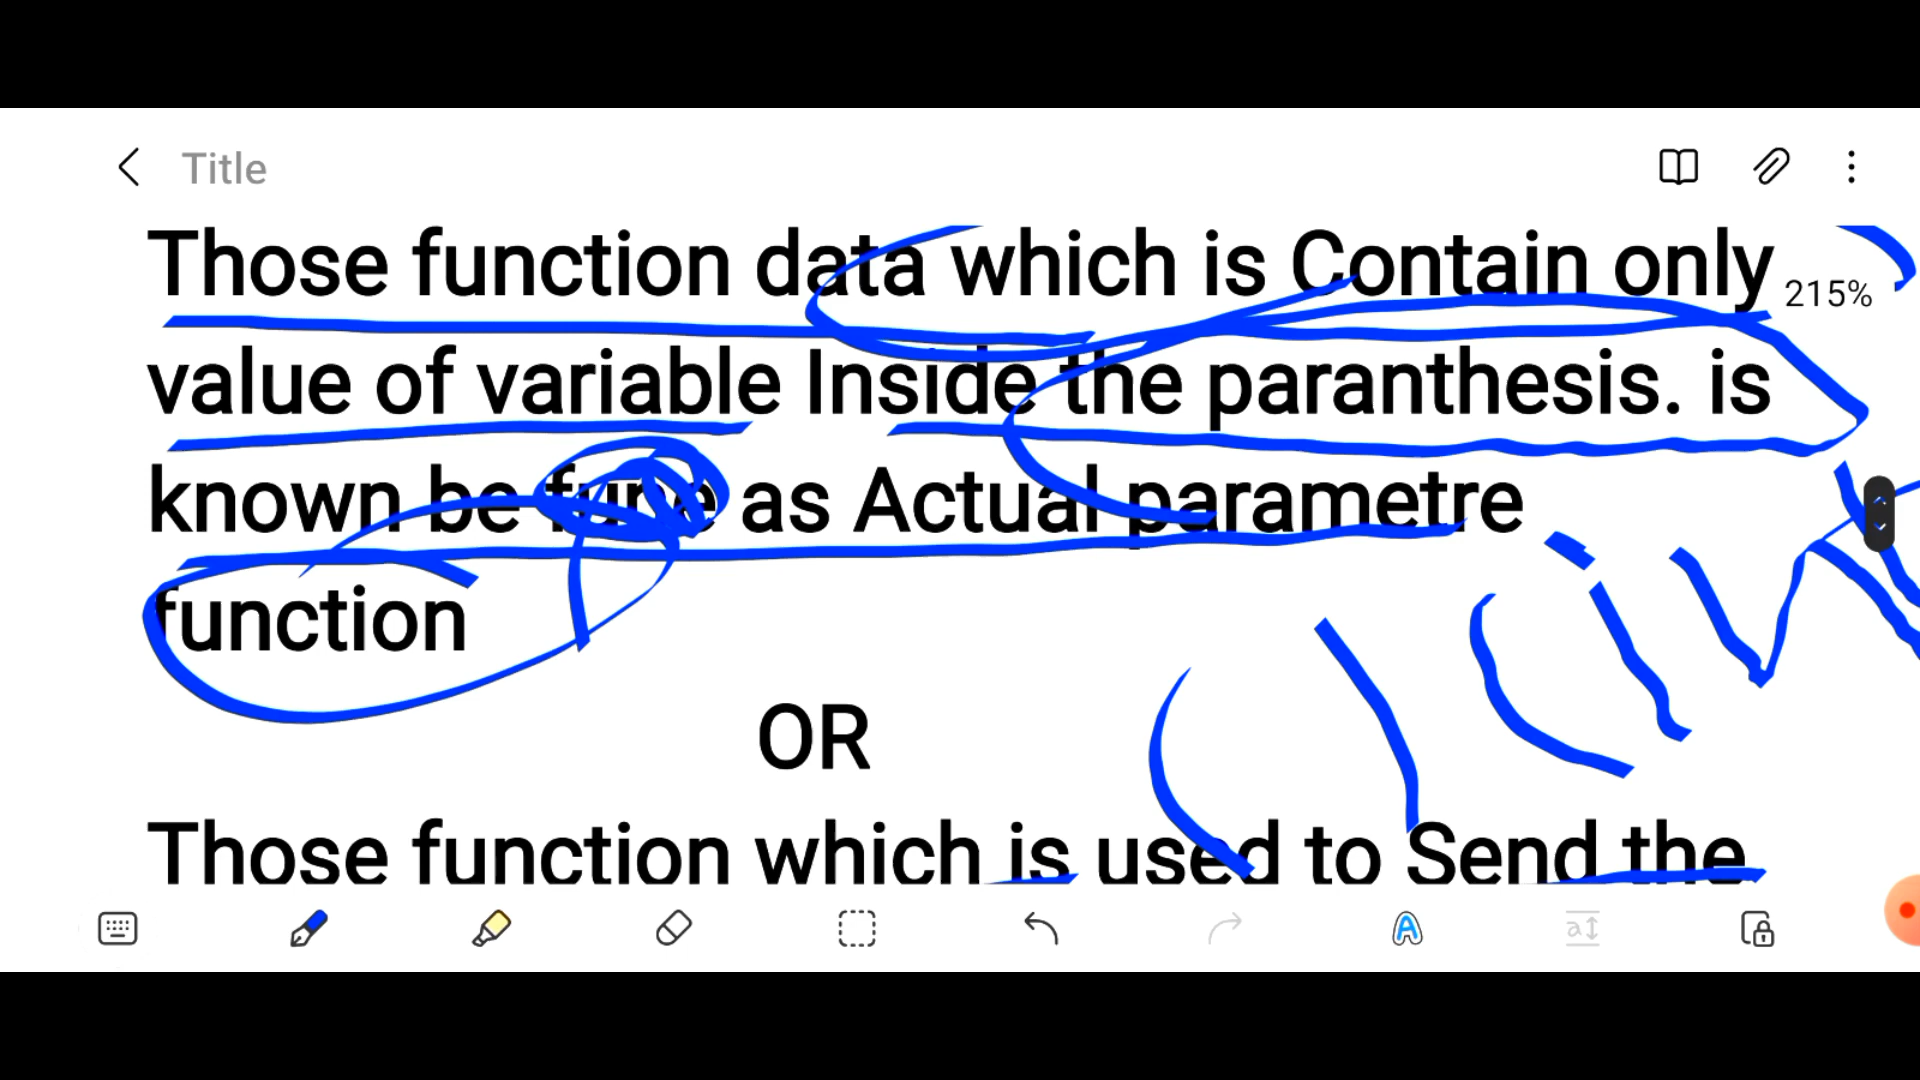 Title
Those function data which is Contain only
215%
value of variable Inside the paranthesis. is
known be fune as Actual parametre
function
OR
Those function which is used to Send the